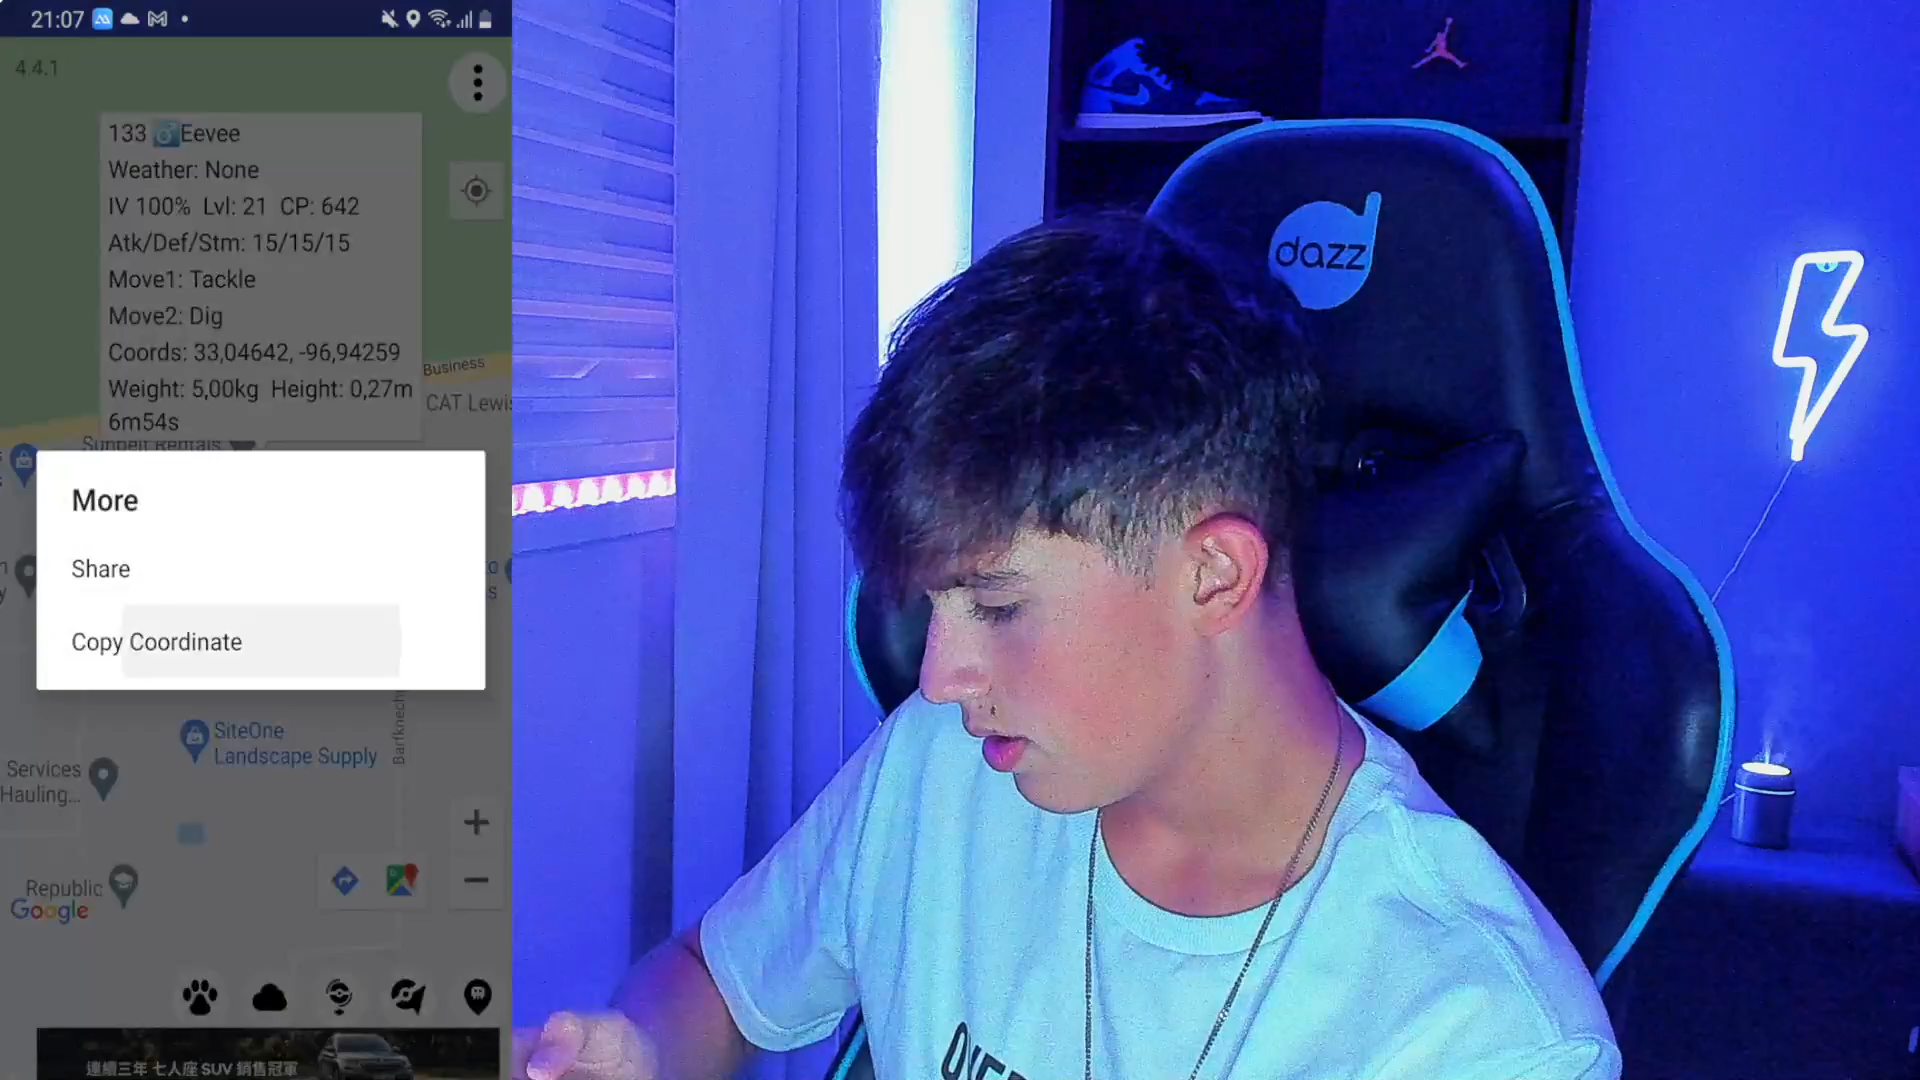 21:07
4.4.1
133 Eevee
Weather: None
IV 100% Lvl: 21 CP: 642
Atk/Def/Stm: 15/15/15
Move1: Tackle
Move2: Dig
Coords: 33,04642, -96,94259
Weight: 5,00kg Height: 0,27m
6m54s
Business
CAT Lewis
Sunbelt Rentals
More
Share
Copy Coordinate
SiteOne
Landscape Supply
Barfknech
Services
Hauling...
Republic
Google
連續三年 七人座 SUV 銷售冠軍
dazz